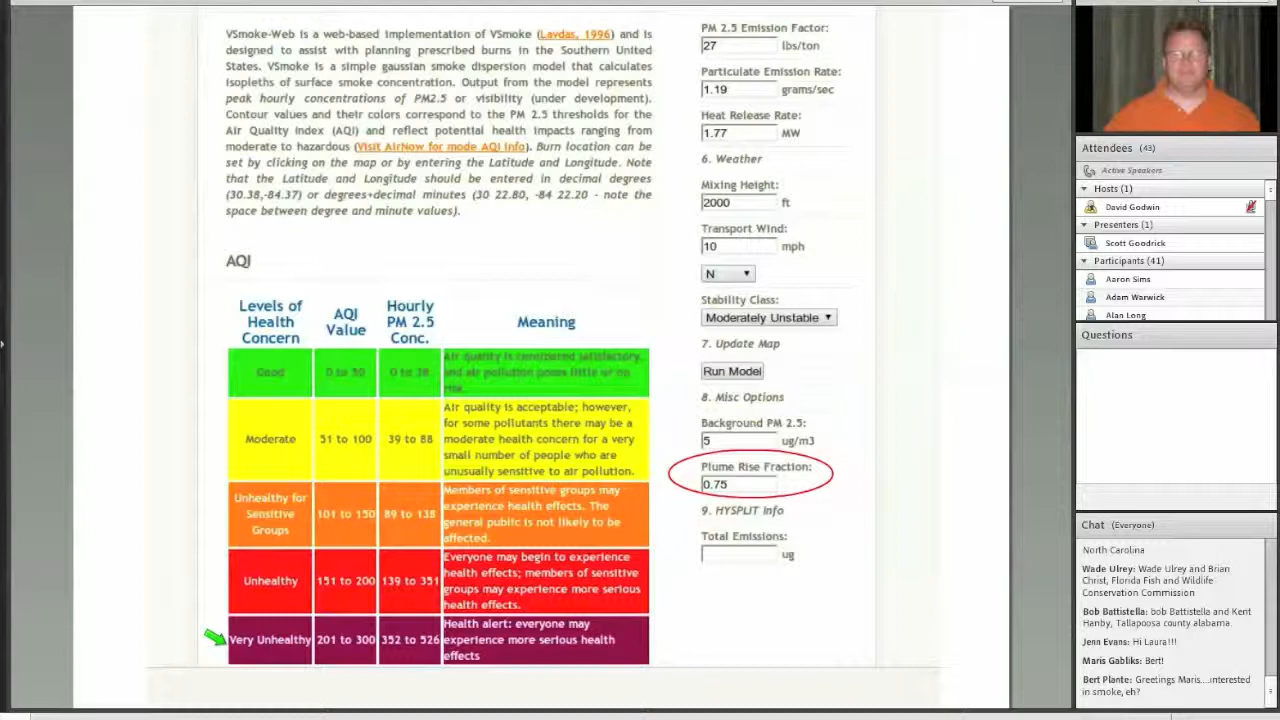 VSmoke-Web is a web-based implementation of VSmoke (Lavdas, 1996) and is
designed to assist with planning prescribed burns in the Southern United
States. VSmoke is a simple gaussian smoke dispersion model that calculates
isopleths of surface smoke concentration. Output from the model represents
peak hourly concentrations of PM2.5 or visibility (under development).
Contour values and their colors correspond to the PM 2.5 thresholds for the
Air Quality Index (AQI) and reflect potential health impacts ranging from
moderate to hazardous (Visit AirNow for mode AQI info). Burn location can be
set by clicking on the map or by entering the Latitude and Longitude. Note
that the Latitude and Longitude should be entered in decimal degrees
(30.38,-84.37) or degrees+decimal minutes (30 22.80, -84 22.20 - note the
space between degree and minute values).
AQI
Levels of
Health
Concern
AQI
Value
Hourly
PM 2.5
Conc.
Meaning
Good
0 to 50
0 to 38
Air quality is considered satisfactory,
and air pollution poses little or no
risk.
Moderate
51 to 100
39 to 88
Air quality is acceptable; however,
for some pollutants there may be a
moderate health concern for a very
small number of people who are
unusually sensitive to air pollution.
Unhealthy for
Sensitive
Groups
101 to 150
89 to 138
Members of sensitive groups may
experience health effects. The
general public is not likely to be
affected.
Unhealthy
151 to 200
139 to 351
Everyone may begin to experience
health effects; members of sensitive
groups may experience more serious
health effects.
Very Unhealthy
201 to 300
352 to 526
Health alert: everyone may
experience more serious health
effects
PM 2.5 Emission Factor:
27 lbs/ton
Particulate Emission Rate:
1.19 grams/sec
Heat Release Rate:
1.77 MW
6. Weather
Mixing Height:
2000 ft
Transport Wind:
10 mph
N
Stability Class:
Moderately Unstable
7. Update Map
Run Model
8. Misc Options
Background PM 2.5:
5 ug/m3
Plume Rise Fraction:
0.75
9. HYSPLIT Info
Total Emissions:
ug
Attendees (43)
Active Speakers
Hosts (1)
David Godwin
Presenters (1)
Scott Goodrick
Participants (41)
Aaron Sims
Adam Warwick
Alan Long
Questions
Chat (Everyone)
North Carolina
Wade Ulrey: Wade Ulrey and Brian
Christ, Florida Fish and Wildlife
Conservation Commission
Bob Battistella: bob Battistella and Kent
Hanby, Tallapoosa county alabama.
Jenn Evans: Hi Laura!!!
Maris Gabliks: Bert!
Bert Plante: Greetings Maris....interested
in smoke, eh?